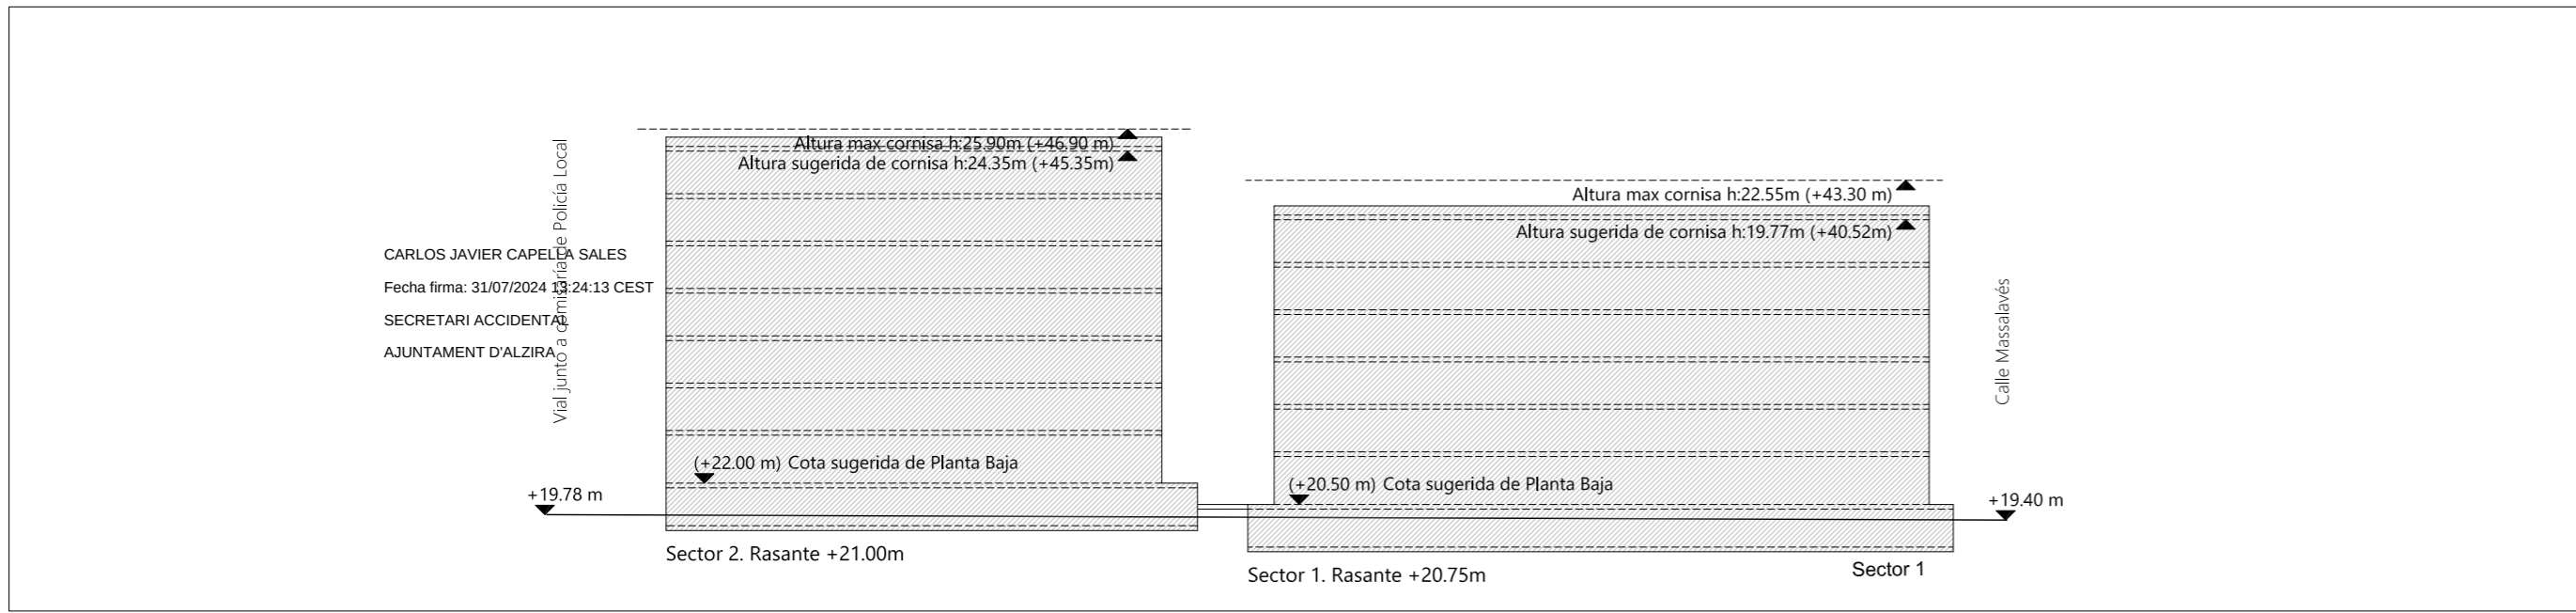 Vial junto a comisaría de Policía Local
CARLOS JAVIER CAPELLA SALES
Fecha firma: 31/07/2024 13:24:13 CEST
SECRETARI ACCIDENTAL
AJUNTAMENT D'ALZIRA
Altura max cornisa h:25.90m (+46.90 m)
Altura sugerida de cornisa h:24.35m (+45.35m)
(+22.00 m) Cota sugerida de Planta Baja
+19.78 m
Sector 2. Rasante +21.00m
Altura max cornisa h:22.55m (+43.30 m)
Altura sugerida de cornisa h:19.77m (+40.52m)
(+20.50 m) Cota sugerida de Planta Baja
Calle Massalavés
+19.40 m
Sector 1. Rasante +20.75m
Sector 1